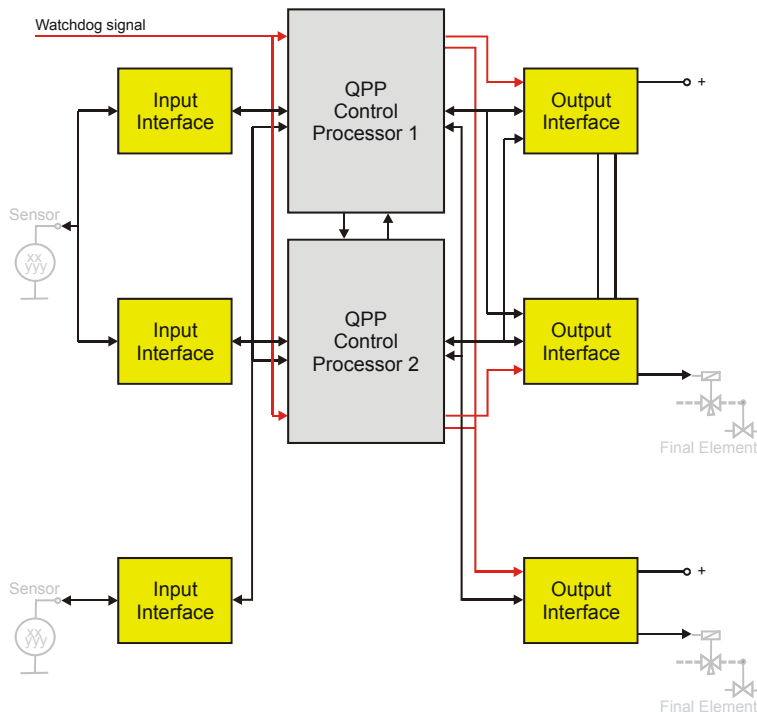 Watchdog signal
Input
Interface
QPP
Control
Processor 1
Output
Interface
+
Sensor
xx
yyy
Input
Interface
QPP
Control
Processor 2
Output
Interface
Final Element
Sensor
xx
yyy
Input
Interface
Output
Interface
+
Final Element